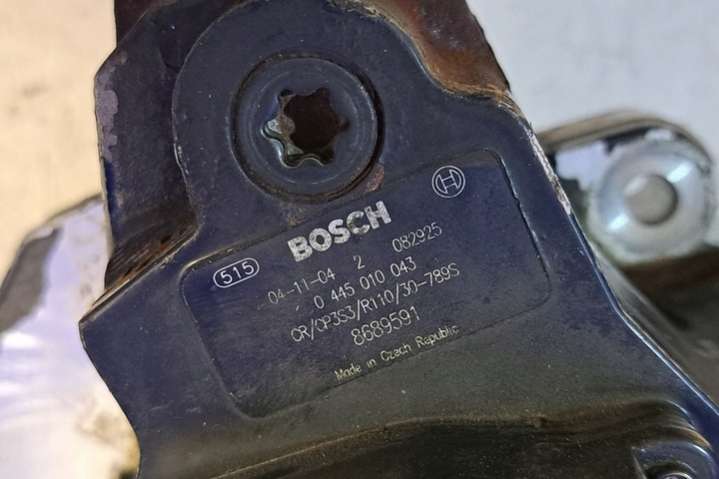 BOSCH
515 04-11-04 2 082925
0 445 010 043
CR/CP3S3/R110/30-789S
8689591
Made in Czech Republic